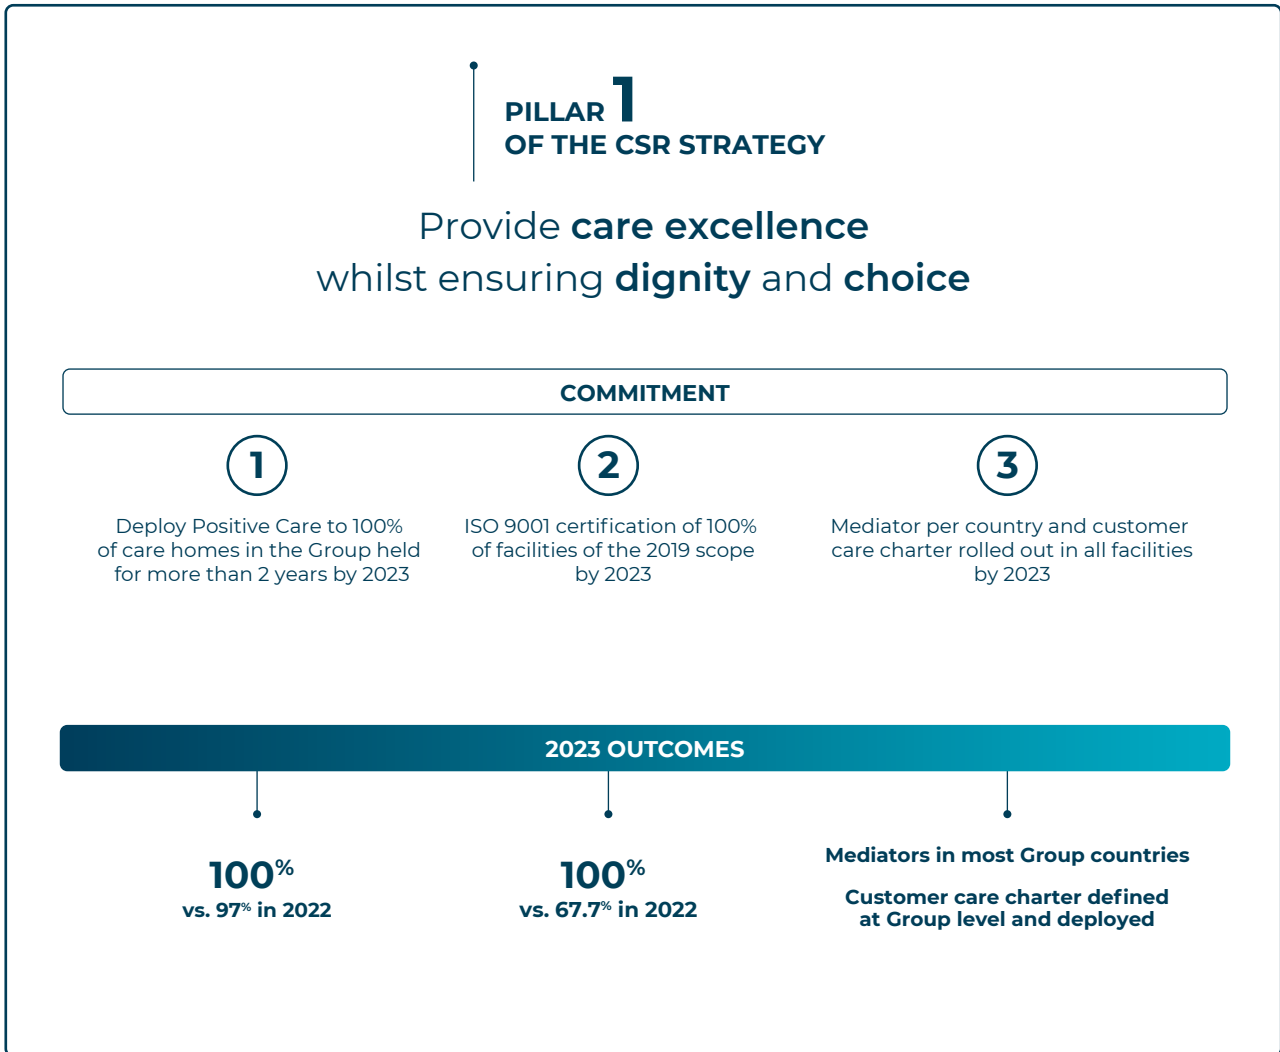 PILLAR 1
OF THE CSR STRATEGY
Provide care excellence
whilst ensuring dignity and choice
COMMITMENT
1
Deploy Positive Care to 100%
of care homes in the Group held
for more than 2 years by 2023
2
ISO 9001 certification of 100%
of facilities of the 2019 scope
by 2023
3
Mediator per country and customer
care charter rolled out in all facilities
by 2023
2023 OUTCOMES
100%
vs. 97% in 2022
100%
vs. 67.7% in 2022
Mediators in most Group countries
Customer care charter defined
at Group level and deployed